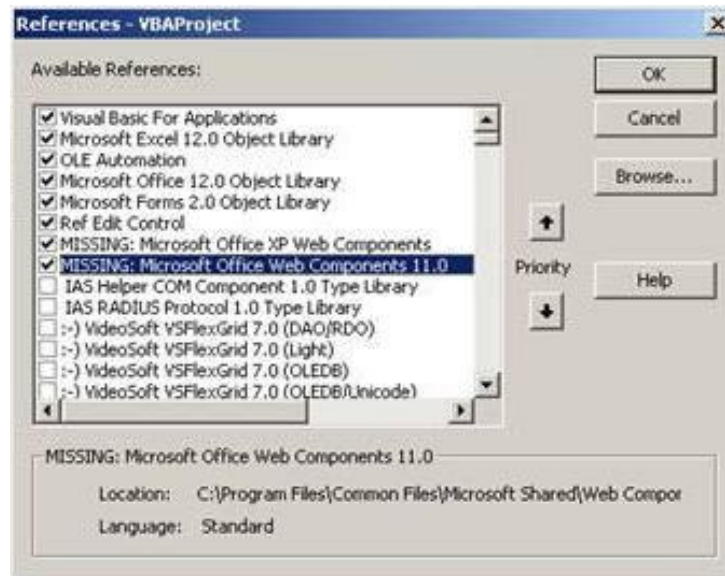 References - VBAProject
Available References:
OK
Visual Basic For Applications
Microsoft Excel 12.0 Object Library
Cancel
OLE Automation
Microsoft Office 12.0 Object Library
Browse...
Microsoft Forms 2.0 Object Library
Ref Edit Control
MISSING: Microsoft Office XP Web Components
MISSING: Microsoft Office Web Components 11.0
Priority
Help
IAS Helper COM Component 1.0 Type Library
IAS RADIUS Protocol 1.0 Type Library
:-) VideoSoft VSFlexGrid 7.0 (DAO/RDO)
:-) VideoSoft VSFlexGrid 7.0 (Light)
:-) VideoSoft VSFlexGrid 7.0 (OLEDB)
:-) VideoSoft VSFlexGrid 7.0 (OLEDB/Unicode)
MISSING: Microsoft Office Web Components 11.0
Location: C:\Program Files\Common Files\Microsoft Shared\Web Compor
Language: Standard